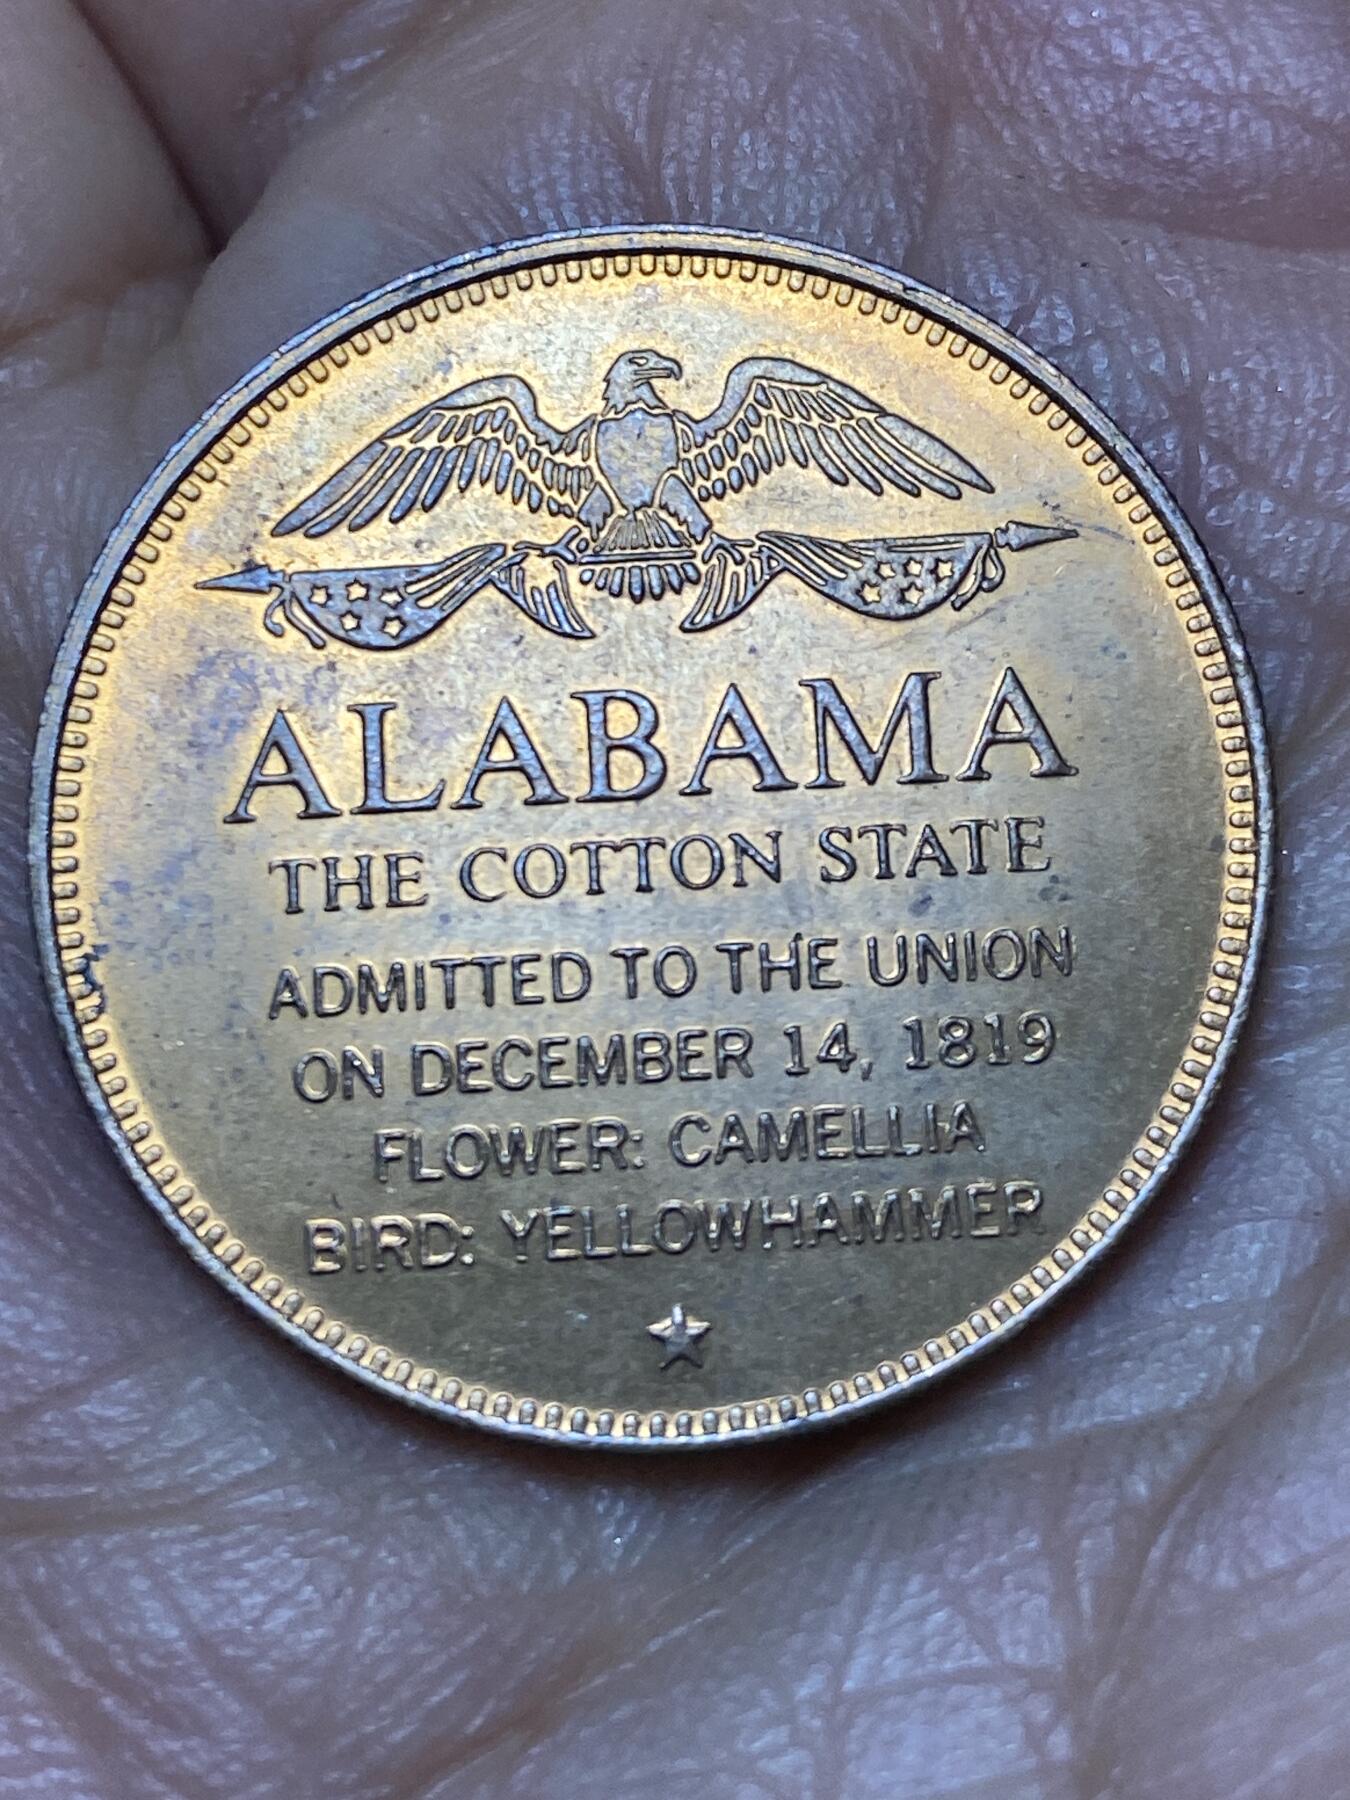 ALABAMA
THE COTTON STATE
ADMITTED TO THE UNION
ON DECEMBER 14, 1819
FLOWER: CAMELLIA
BIRD: YELLOWHAMMER